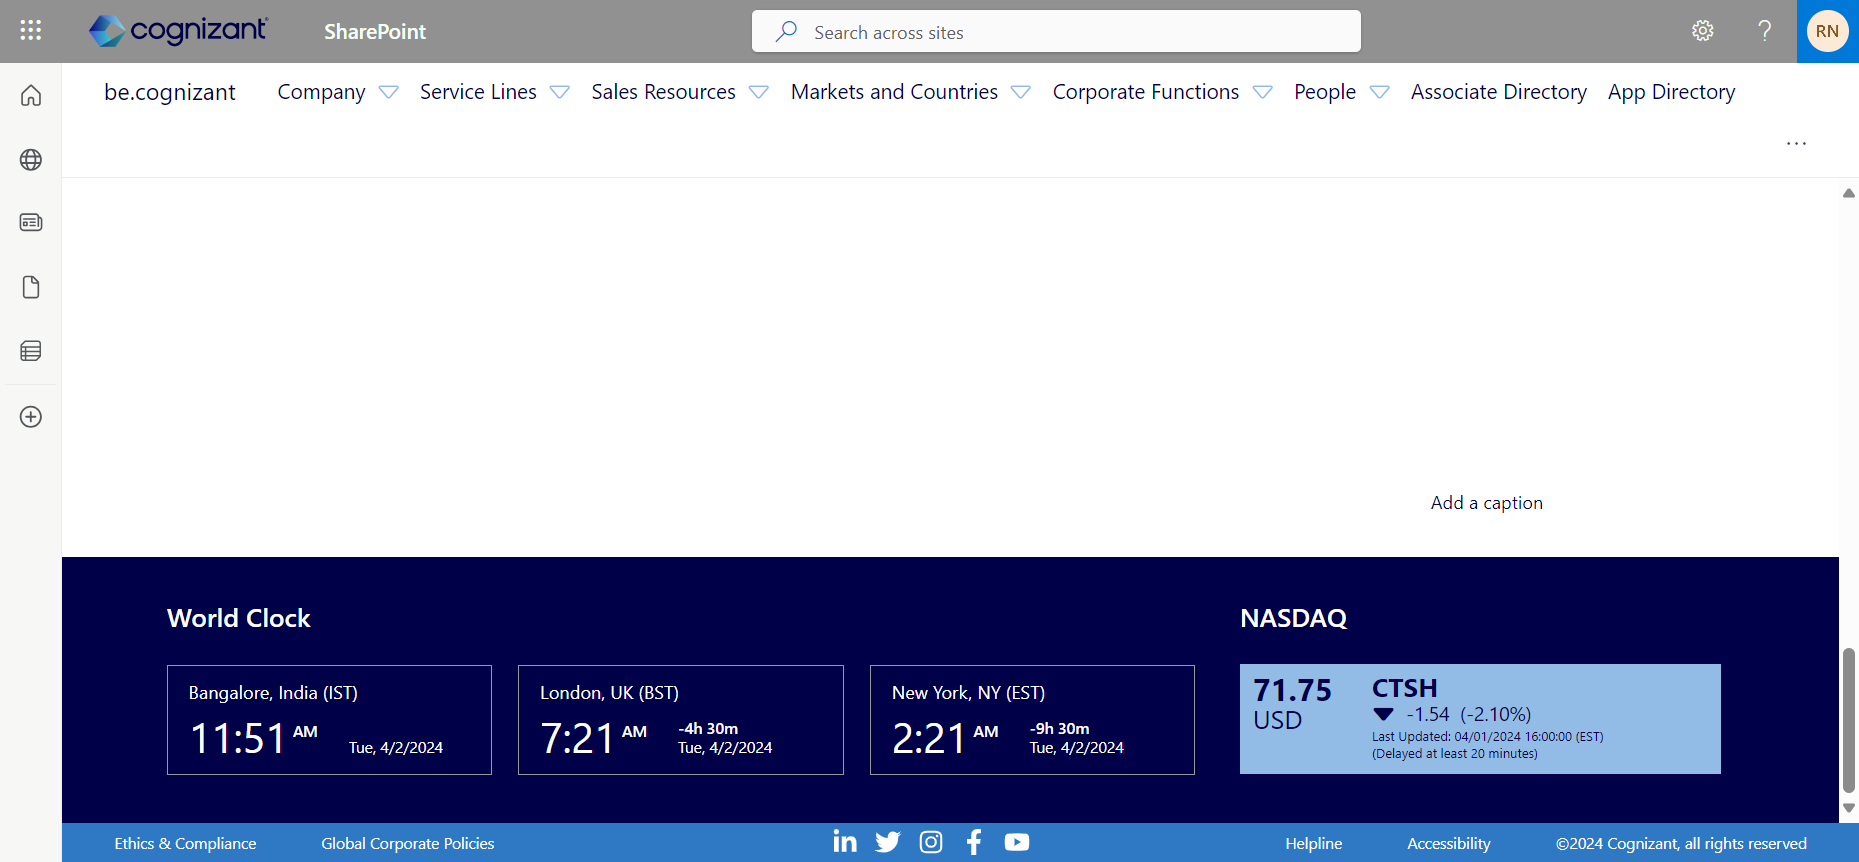 cognizant
SharePoint
Search across sites
?
RN
be.cognizant
Company
Service Lines
Sales Resources
Markets and Countries
Corporate Functions
People
Associate Directory
App Directory
...
Add a caption
World Clock
NASDAQ
Bangalore, India (IST)
11:51 AM
Tue, 4/2/2024
London, UK (BST)
7:21 AM
-4h 30m
Tue, 4/2/2024
New York, NY (EST)
2:21 AM
-9h 30m
Tue, 4/2/2024
71.75
USD
CTSH
-1.54 (-2.10%)
Last Updated: 04/01/2024 16:00:00 (EST)
(Delayed at least 20 minutes)
Ethics & Compliance
Global Corporate Policies
Helpline
Accessibility
©2024 Cognizant, all rights reserved